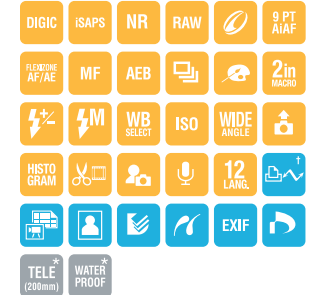 DIGIC iSAPS NR RAW 9 PT AiAF
FLEXIZONE AF/AE MF AEB 2in MACRO
M WB SELECT ISO WIDE ANGLE
HISTO GRAM 12 LANG. †
EXIF
TELE (200mm) * WATER PROOF *